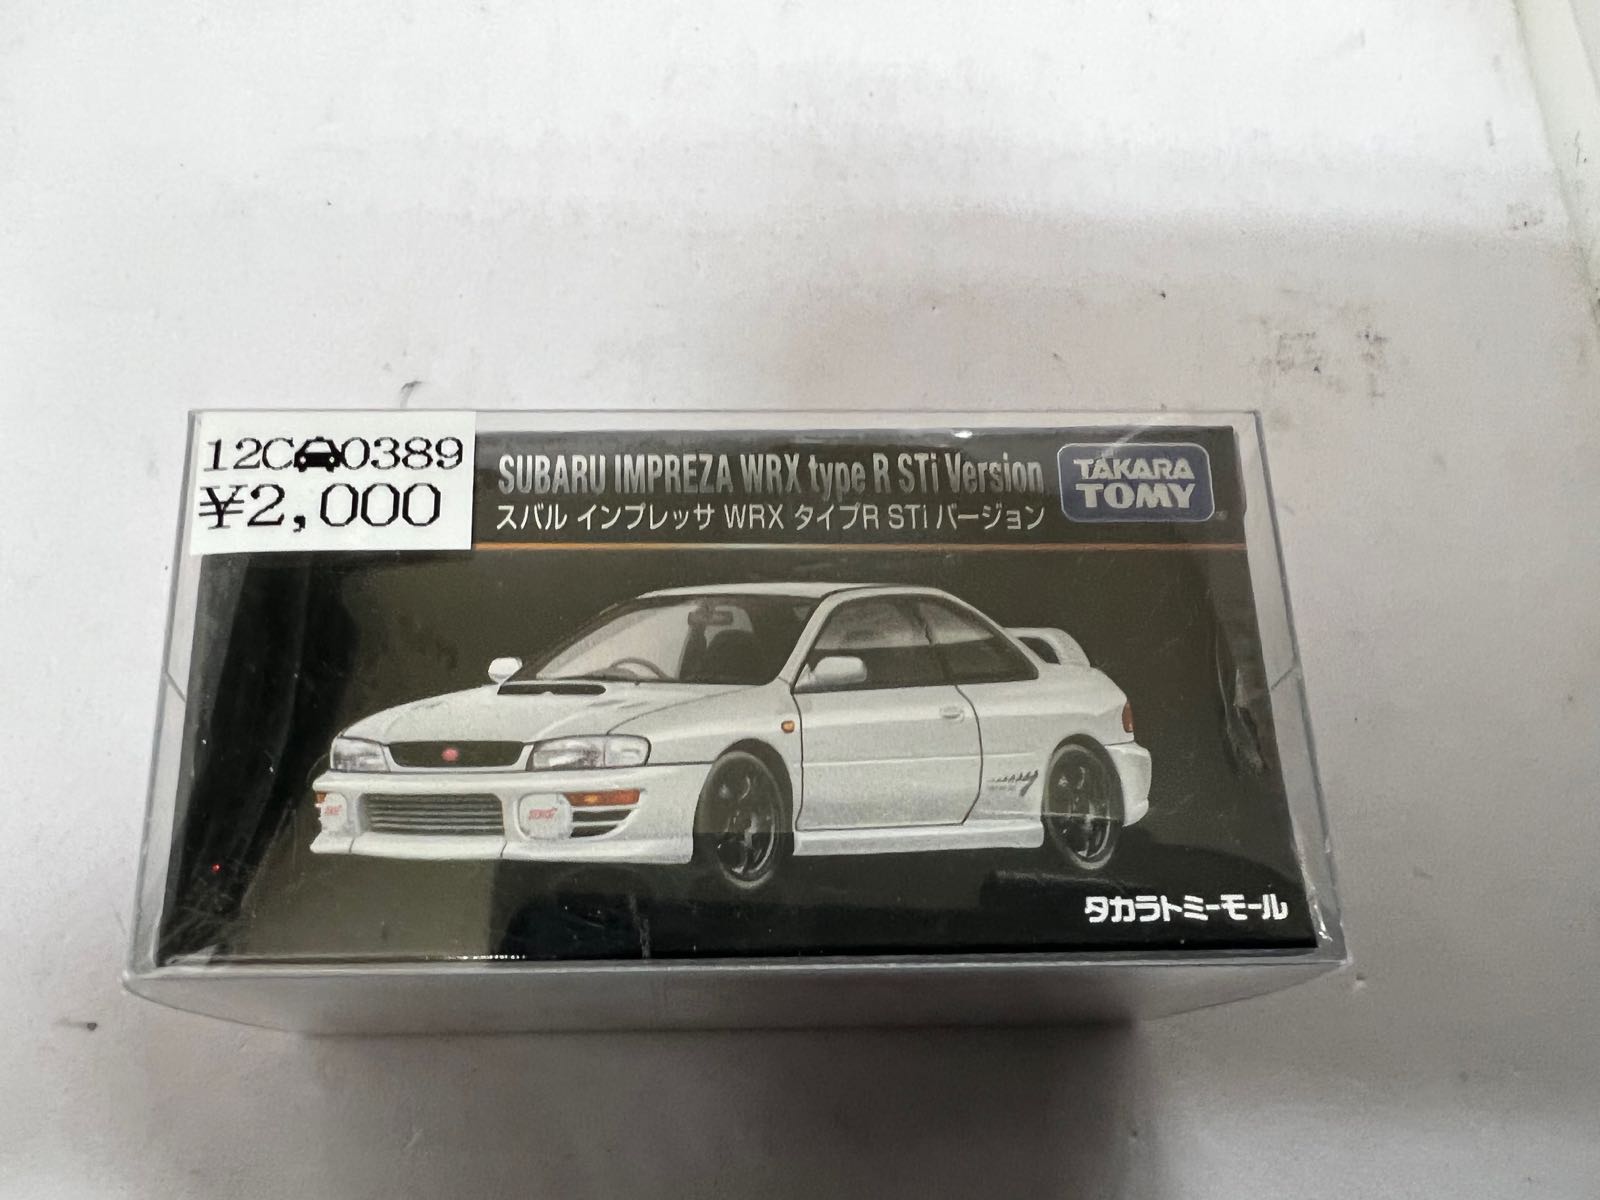 12C🚘0389
¥2,000
SUBARU IMPREZA WRX type R STi Version
スバル インプレッサ WRX タイプR STi バージョン
TAKARA
TOMY
タカラトミーモール